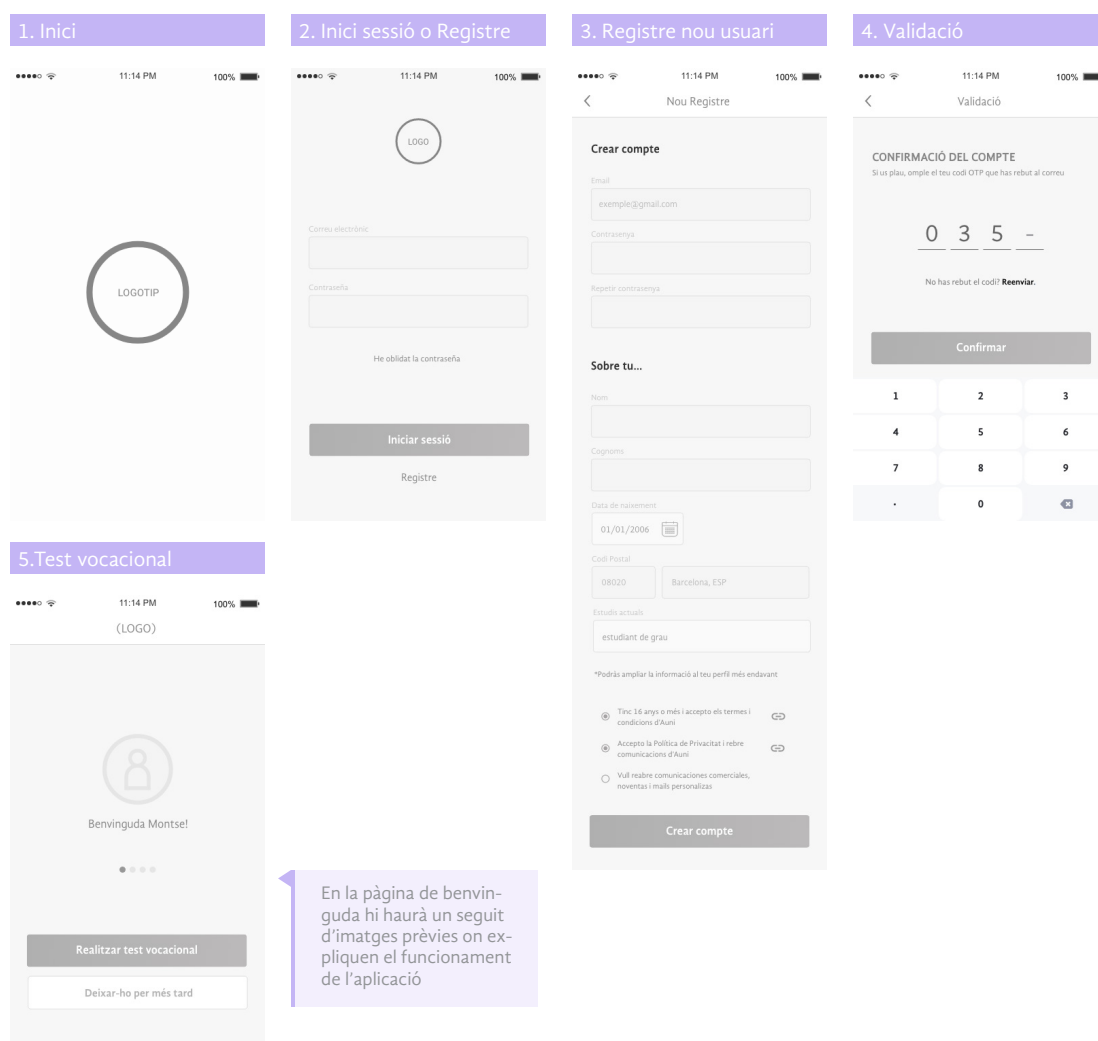 1. Inici
11:14 PM
100%
LOGOTIP
2. Inici sessió o Registre
11:14 PM
100%
LOGO
Correu electrònic
Contraseña
He oblidat la contraseña
Iniciar sessió
Registre
3. Registre nou usuari
11:14 PM
100%
Nou Registre
Crear compte
Email
exemple@gmail.com
Contrasenya
Repetir contrasenya
Sobre tu...
Nom
Cognoms
Data de naixement
01/01/2006
Codi Postal
08020
Barcelona, ESP
Estudis actuals
estudiant de grau
*Podràs ampliar la informació al teu perfil més endavant
Tinc 16 anys o més i accepto els termes i
condicions d'Auni
Accepto la Política de Privacitat i rebre
comunicacions d'Auni
Vull reabre comunicaciones comerciales,
noventas i mails personalizas
Crear compte
4. Validació
11:14 PM
100%
Validació
CONFIRMACIÓ DEL COMPTE
Si us plau, omple el teu codi OTP que has rebut al correu
0 3 5 -
No has rebut el codi? Reenviar.
Confirmar
1 2 3
4 5 6
7 8 9
. 0
5.Test vocacional
11:14 PM
100%
(LOGO)
Benvinguda Montse!
Realitzar test vocacional
Deixar-ho per més tard
En la pàgina de benvin-
guda hi haurà un seguit
d'imatges prèvies on ex-
pliquen el funcionament
de l'aplicació